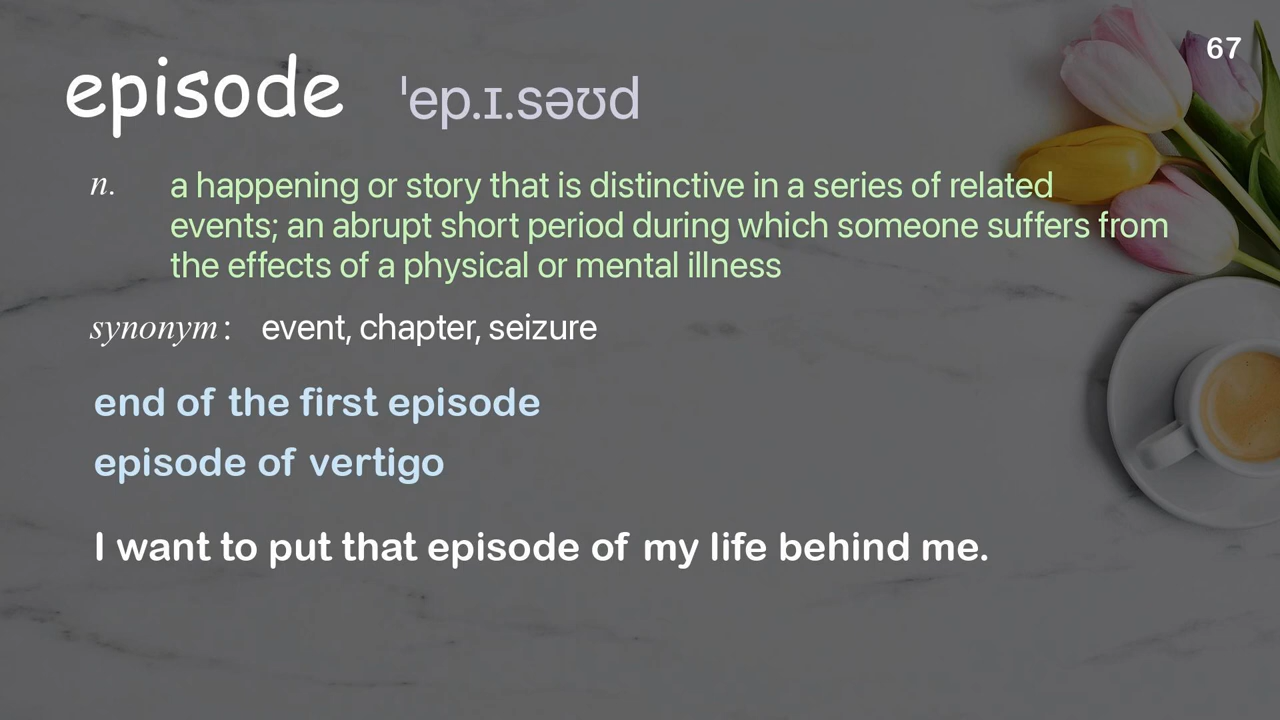 67
episode ˈep.ɪ.səʊd
n. a happening or story that is distinctive in a series of related
events; an abrupt short period during which someone suffers from
the effects of a physical or mental illness
synonym: event, chapter, seizure
end of the first episode
episode of vertigo
I want to put that episode of my life behind me.